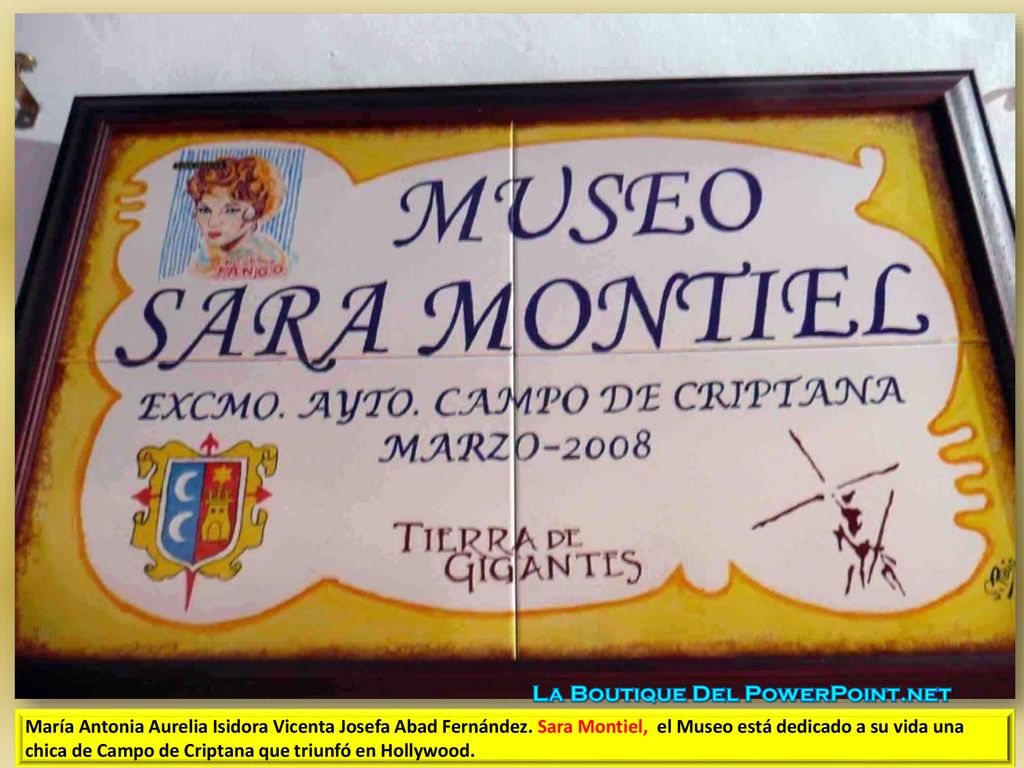 MUSEO
SARA MONTIEL
TANGO
EXCMO. AYTO. CAMPO DE CRIPTANA
MARZO-2008
TIERRA DE
GIGANTES
LA BOUTIQUE DEL POWERPOINT.NET
María Antonia Aurelia Isidora Vicenta Josefa Abad Fernández. Sara Montiel, el Museo está dedicado a su vida una
chica de Campo de Criptana que triunfó en Hollywood.